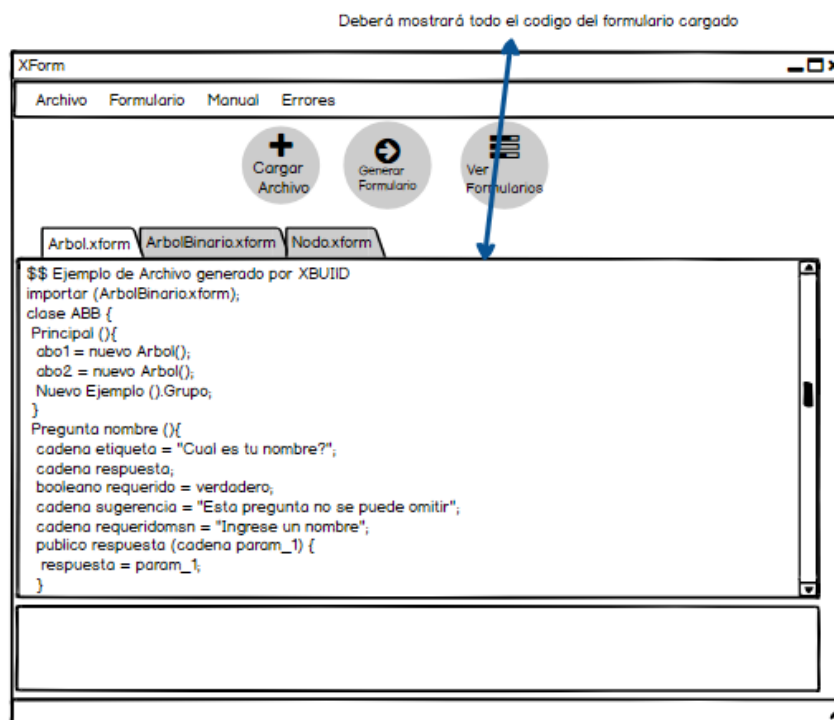 Deberá mostrará todo el codigo del formulario cargado
XForm
Archivo Formulario Manual Errores
Cargar
Archivo
Generar
Formulario
Ver
Formularios
Arbol.xform ArbolBinario.xform Nodo.xform
$$ Ejemplo de Archivo generado por XBUIID
importar (ArbolBinario.xform);
clase ABB {
Principal (){
abo1 = nuevo Arbol();
abo2 = nuevo Arbol();
Nuevo Ejemplo ().Grupo;
}
Pregunta nombre (){
cadena etiqueta = "Cual es tu nombre?";
cadena respuesta;
booleano requerido = verdadero;
cadena sugerencia = "Esta pregunta no se puede omitir";
cadena requeridomsn = "Ingrese un nombre";
publico respuesta (cadena param_1) {
respuesta = param_1;
}